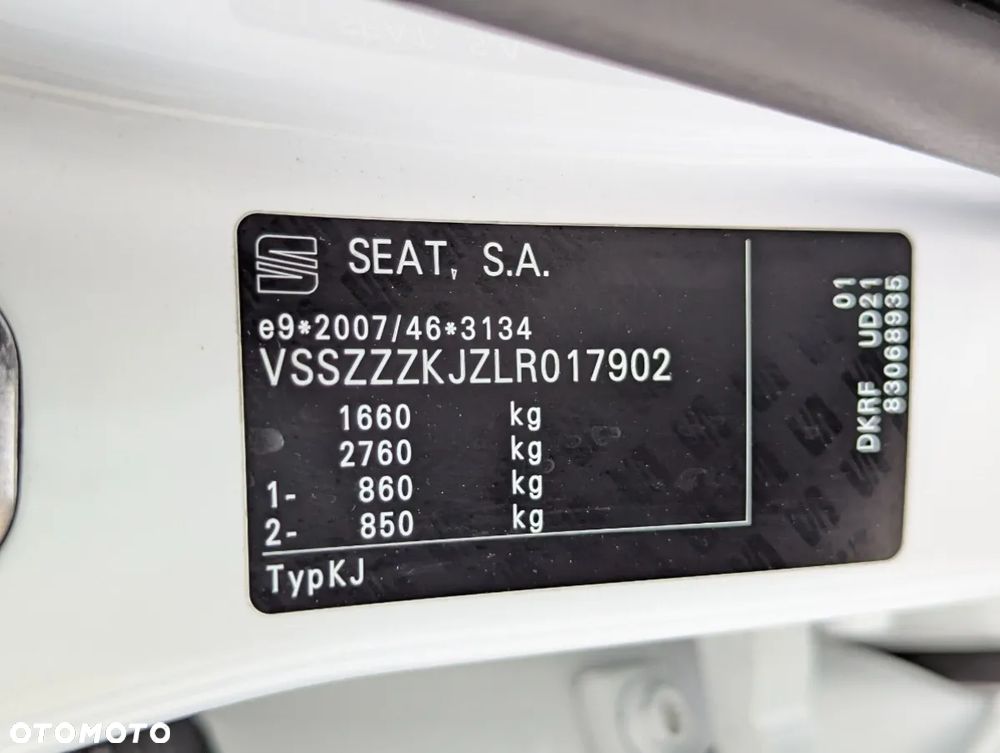 SEAT, S.A.
e9*2007/46*3134
VSSZZZKJZLR017902
1660 kg
2760 kg
1- 860 kg
2- 850 kg
TypKJ
01
DKRF UD21
83068935
OTOMOTO